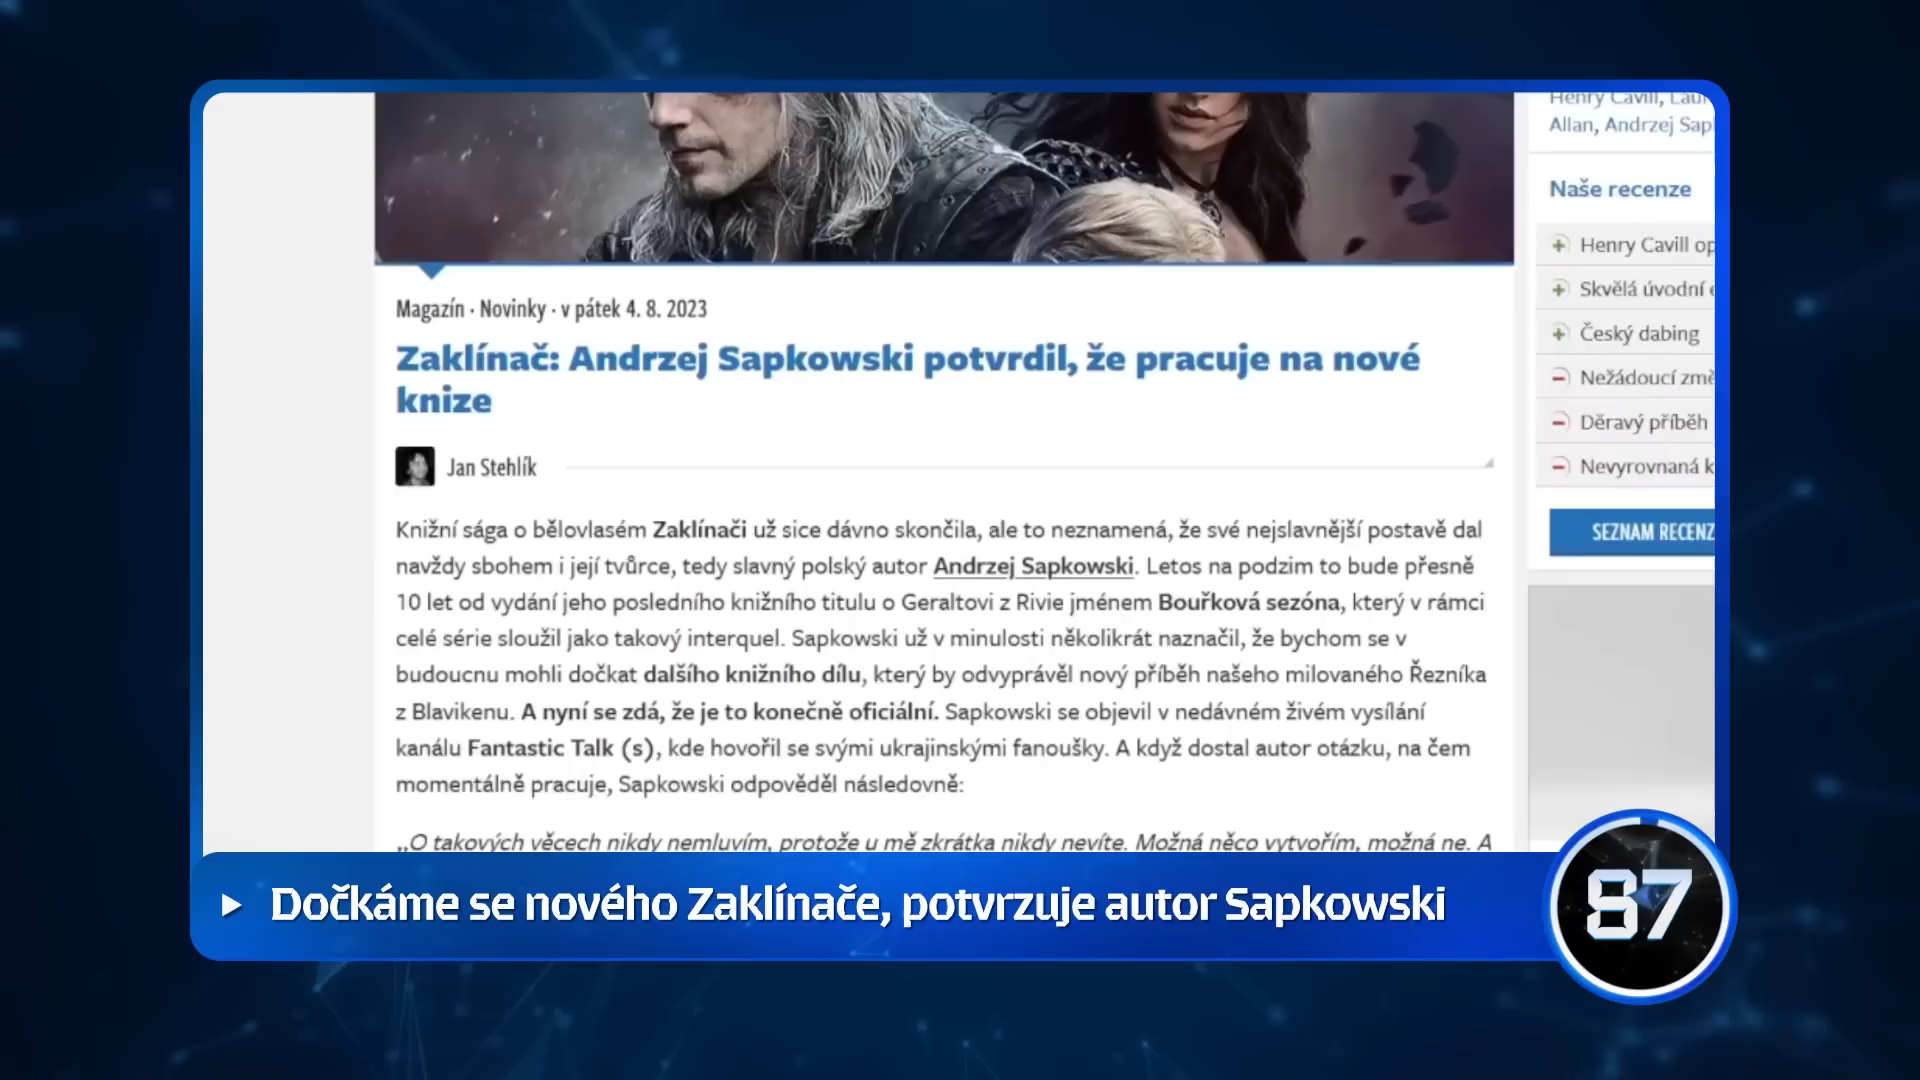 Henry Cavill, Lau
Allan, Andrzej Sap
Naše recenze
Henry Cavill op
Skvělá úvodní
Český dabing
Nežádoucí změ
Děravý příběh
Nevyrovnaná k
SEZNAM RECENZ
Magazín · Novinky · v pátek 4. 8. 2023
Zaklínač: Andrzej Sapkowski potvrdil, že pracuje na nové
knize
Jan Stehlík
Knižní sága o bělovlasém Zaklínači už sice dávno skončila, ale to neznamená, že své nejslavnější postavě dal
navždy sbohem i její tvůrce, tedy slavný polský autor Andrzej Sapkowski. Letos na podzim to bude přesně
10 let od vydání jeho posledního knižního titulu o Geraltovi z Rivie jménem Bouřková sezóna, který v rámci
celé série sloužil jako takový interquel. Sapkowski už v minulosti několikrát naznačil, že bychom se v
budoucnu mohli dočkat dalšího knižního dílu, který by odvyprávěl nový příběh našeho milovaného Řezníka
z Blavikenu. A nyní se zdá, že je to konečně oficiální. Sapkowski se objevil v nedávném živém vysílání
kanálu Fantastic Talk (s), kde hovořil se svými ukrajinskými fanoušky. A když dostal autor otázku, na čem
momentálně pracuje, Sapkowski odpověděl následovně:
„O takových věcech nikdy nemluvím, protože u mě zkrátka nikdy nevíte. Možná něco vytvořím, možná ne. A
Dočkáme se nového Zaklínače, potvrzuje autor Sapkowski
87